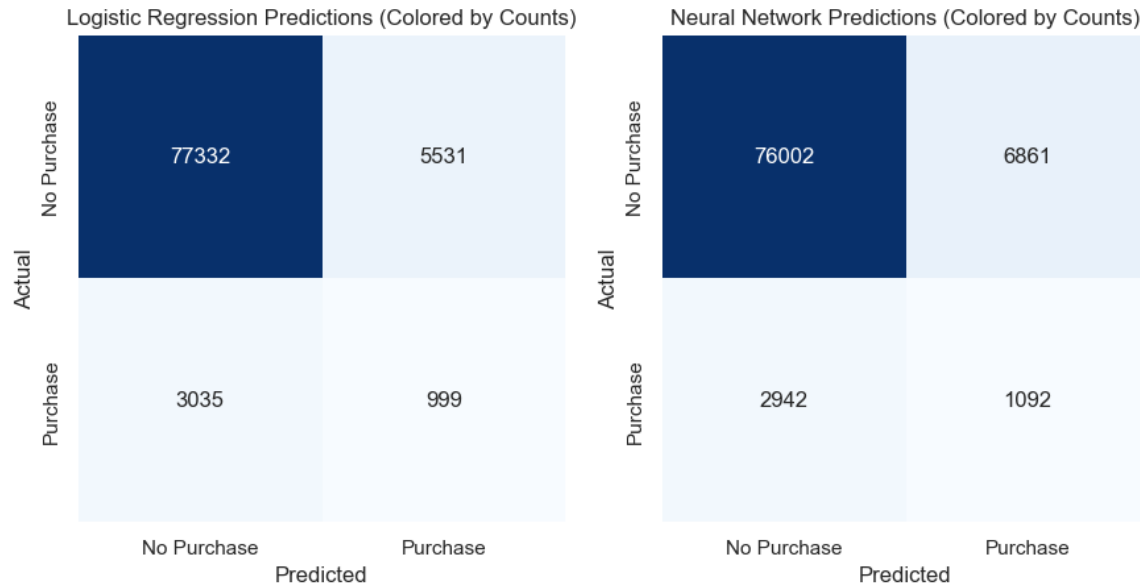 Logistic Regression Predictions (Colored by Counts)
No Purchase
Purchase
Actual
77332
5531
3035
999
No Purchase
Purchase
Predicted
Neural Network Predictions (Colored by Counts)
No Purchase
Purchase
Actual
76002
6861
2942
1092
No Purchase
Purchase
Predicted